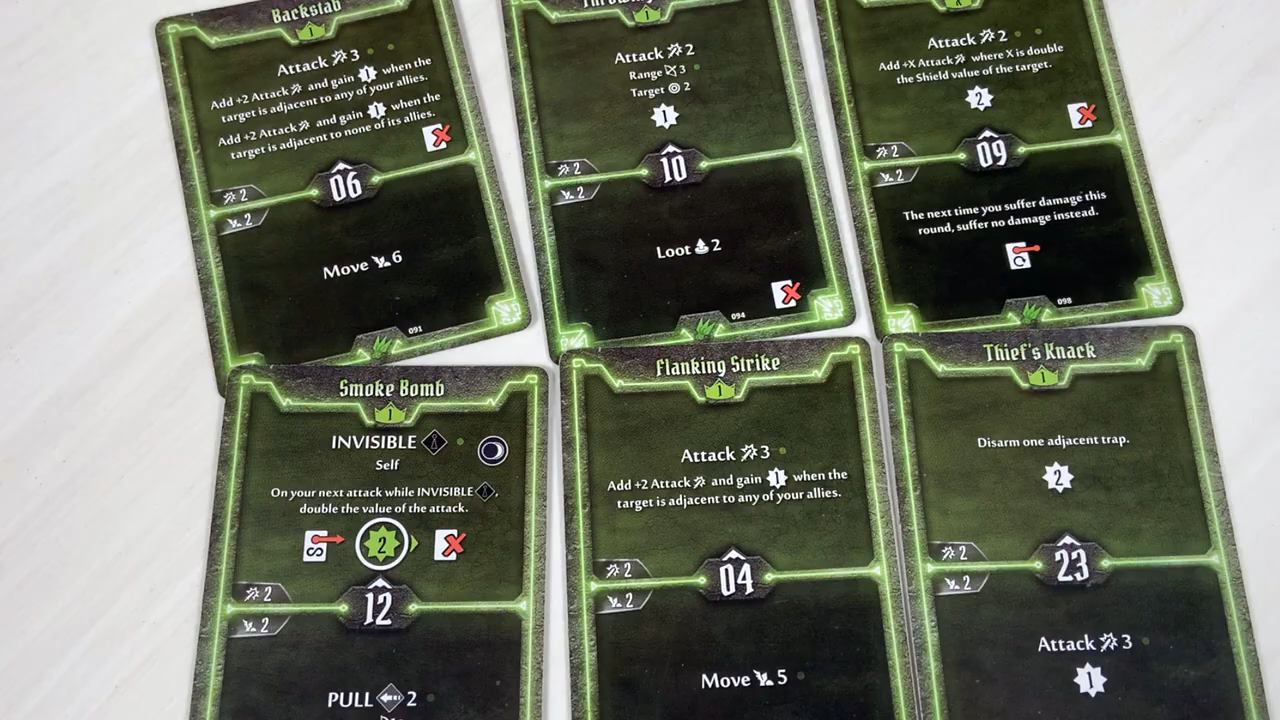 Backstab
1
Attack 3
Add +2 Attack and gain 1 when the
target is adjacent to any of your allies.
Add +2 Attack and gain 1 when the
target is adjacent to none of its allies.
06
2
2
Move 6
091
Throwing
1
Attack 2
Range 3
Target 2
1
10
2
2
Loot 2
094
X
Attack 2
Add +X Attack where X is double
the Shield value of the target.
2
09
2
2
The next time you suffer damage this
round, suffer no damage instead.
098
Smoke Bomb
1
INVISIBLE
Self
On your next attack while INVISIBLE,
double the value of the attack.
2
12
2
2
PULL 2
Flanking Strike
1
Attack 3
Add +2 Attack and gain 1 when the
target is adjacent to any of your allies.
04
2
2
Move 5
Thief's Knack
1
Disarm one adjacent trap.
2
23
2
2
Attack 3
1